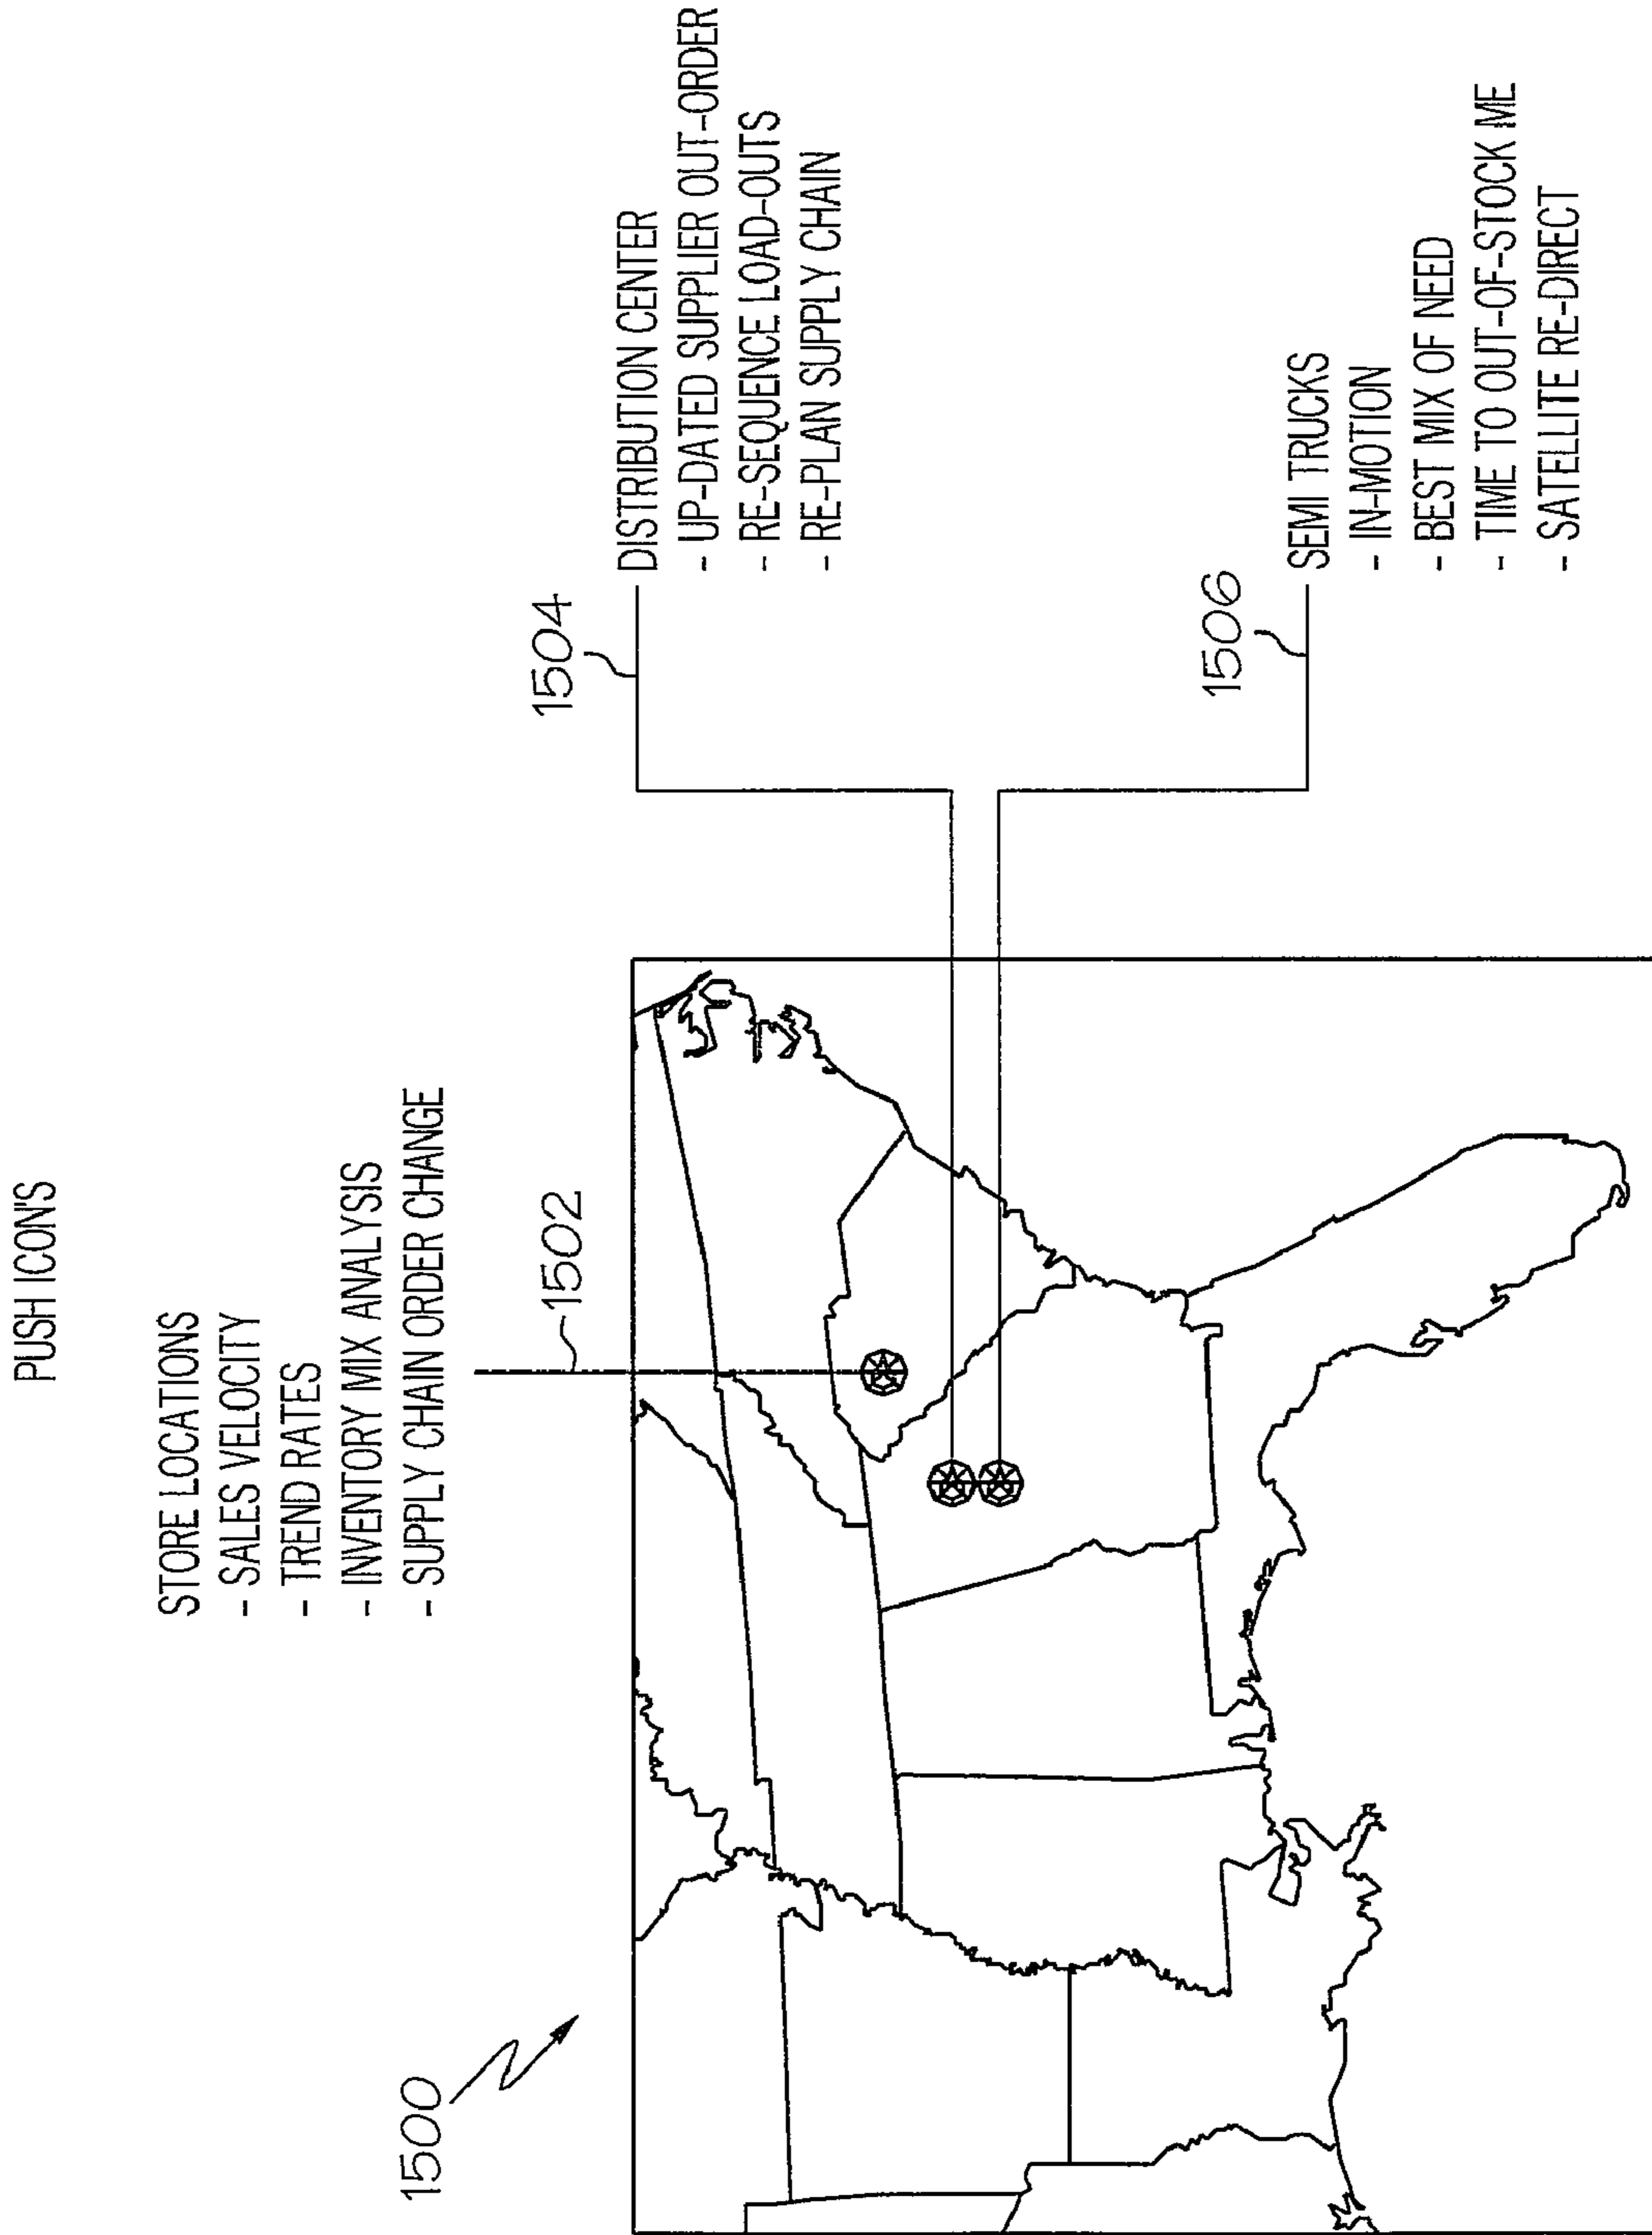 PUSH ICON'S
STORE LOCATIONS
- SALES VELOCITY
- TREND RATES
- INVENTORY MIX ANALYSIS
- SUPPLY CHAIN ORDER CHANGE
1500
1502
1504
DISTRIBUTION CENTER
- UP-DATED SUPPLIER OUT-ORDER
- RE-SEQUENCE LOAD-OUTS
- RE-PLAN SUPPLY CHAIN
1506
SEMI TRUCKS
- IN-MOTION
- BEST MIX OF NEED
- TIME TO OUT-OF-STOCK ME
- SATELLITE RE-DIRECT